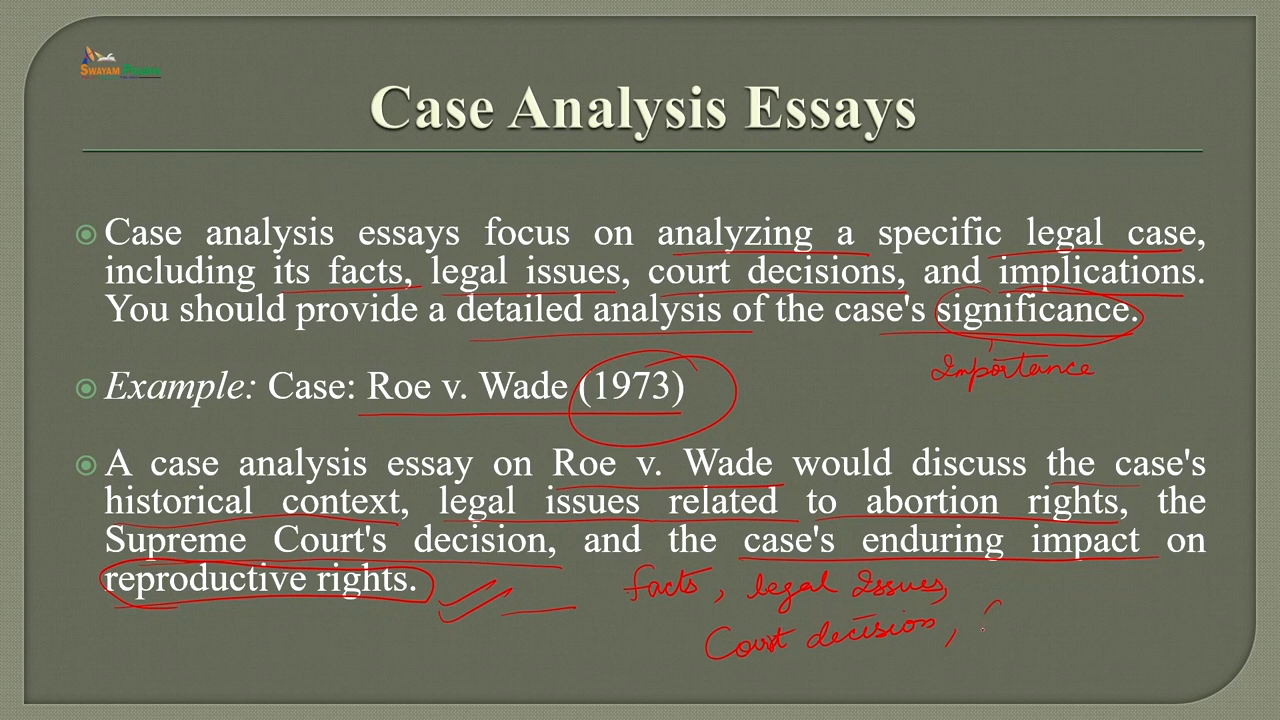 SWAYAM PRABHA
Case Analysis Essays
Case analysis essays focus on analyzing a specific legal case,
including its facts, legal issues, court decisions, and implications.
You should provide a detailed analysis of the case's significance.
Importance
Example: Case: Roe v. Wade (1973)
A case analysis essay on Roe v. Wade would discuss the case's
historical context, legal issues related to abortion rights, the
Supreme Court's decision, and the case's enduring impact on
reproductive rights.
facts, legal Issues,
Court decision,